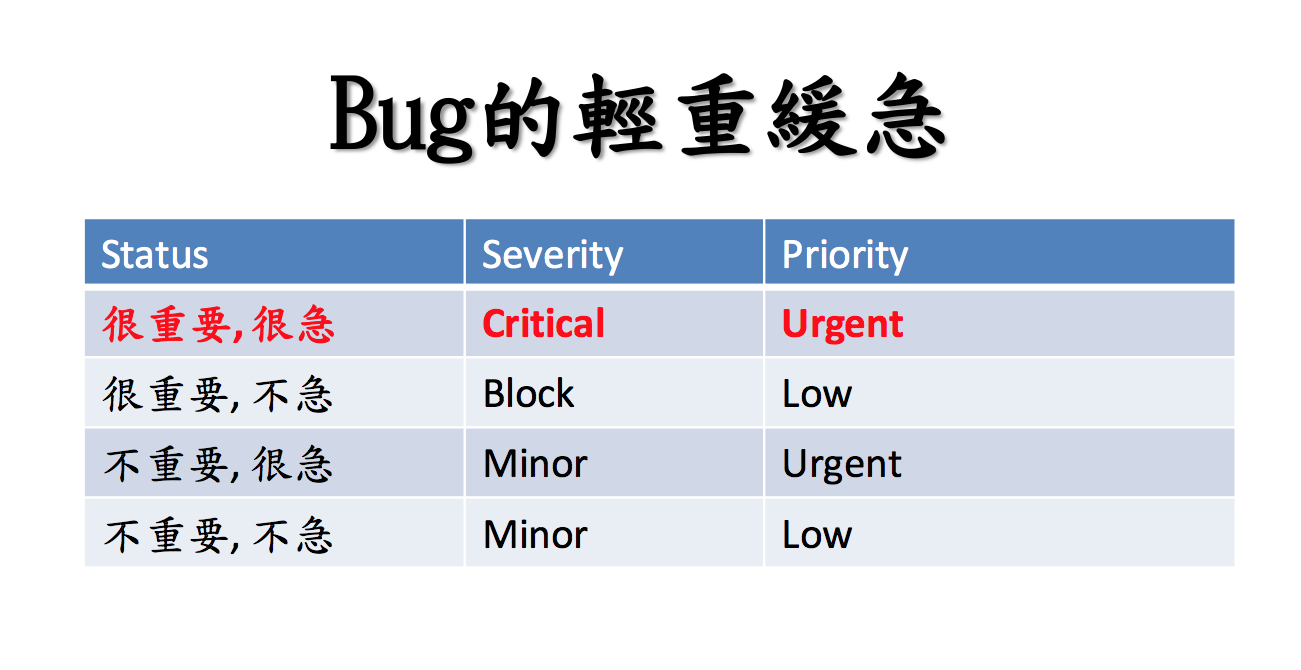 Bug的輕重緩急
Status Severity Priority
很重要,很急 Critical Urgent
很重要, 不急 Block Low
不重要,很急 Minor Urgent
不重要, 不急 Minor Low